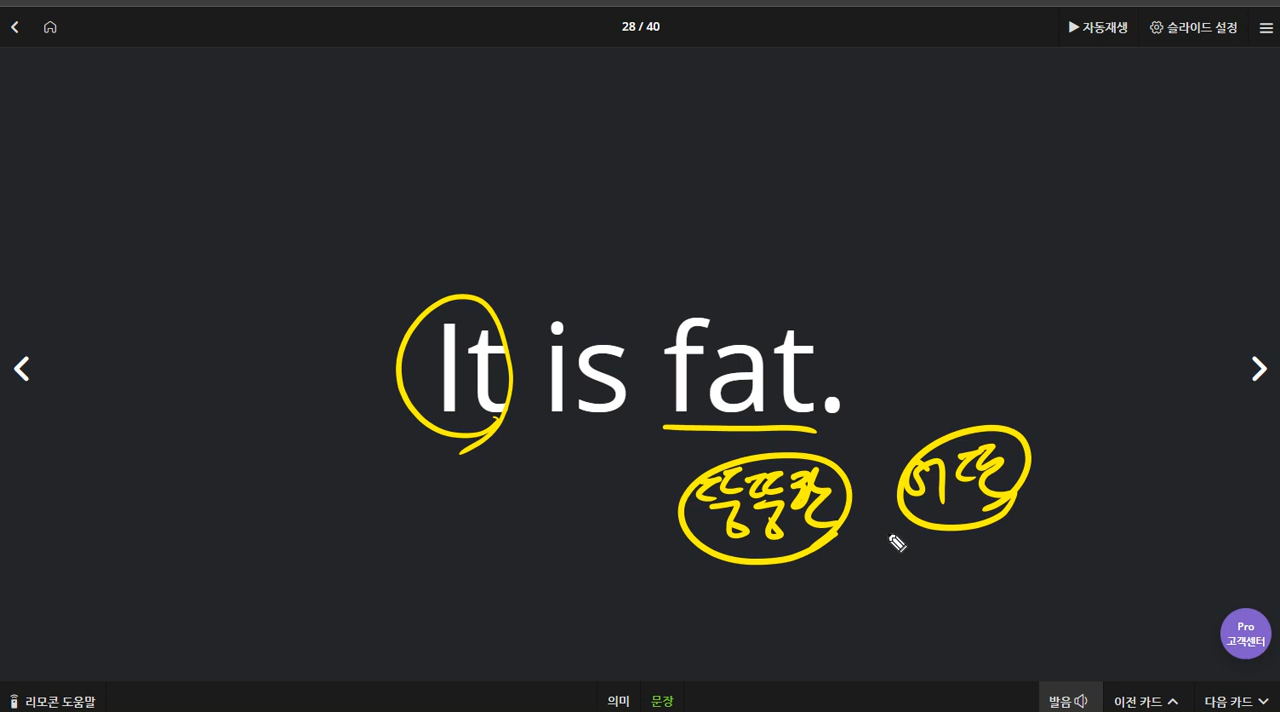 28 / 40
자동재생
슬라이드 설정
It is fat.
뚱뚱한
Pro
고객센터
리모콘 도움말
의미
문장
발음
이전 카드
다음 카드